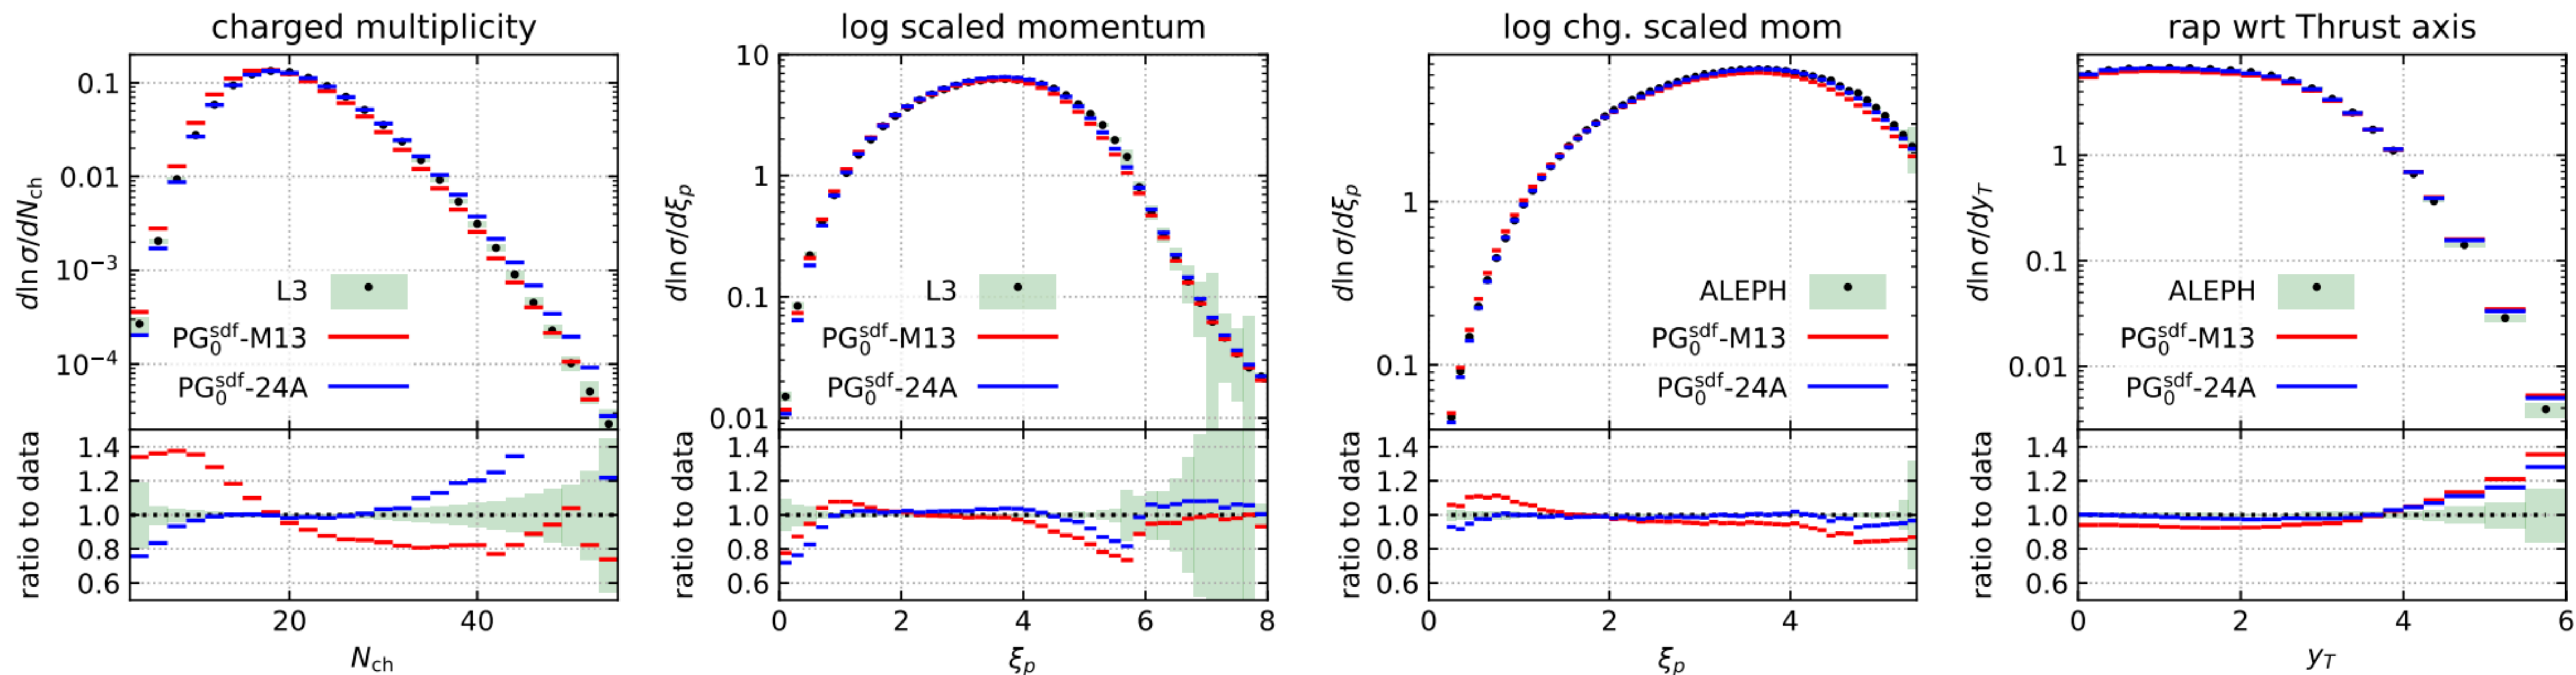 charged multiplicity
dln σ/dN_ch
0.1
0.01
10⁻³
10⁻⁴
L3
PG₀^sdf-M13
PG₀^sdf-24A
ratio to data
1.4
1.2
1.0
0.8
0.6
20 40
N_ch
log scaled momentum
dln σ/dξ_p
10
1
0.1
0.01
L3
PG₀^sdf-M13
PG₀^sdf-24A
ratio to data
1.4
1.2
1.0
0.8
0.6
0 2 4 6 8
ξ_p
log chg. scaled mom
dln σ/dξ_p
1
0.1
ALEPH
PG₀^sdf-M13
PG₀^sdf-24A
ratio to data
1.4
1.2
1.0
0.8
0.6
0 2 4
ξ_p
rap wrt Thrust axis
dln σ/dy_T
1
0.1
0.01
ALEPH
PG₀^sdf-M13
PG₀^sdf-24A
ratio to data
1.4
1.2
1.0
0.8
0.6
0 2 4 6
y_T